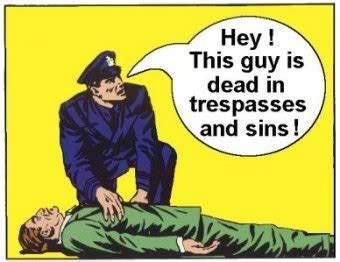 Hey !
This guy is
dead in
trespasses
and sins !